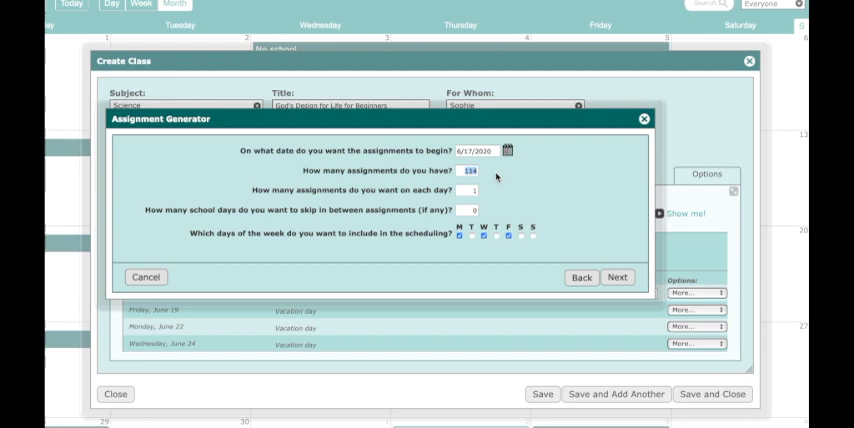 Today Day Week Month Search Everyone
Tuesday Wednesday Thursday Friday Saturday S
1 2 3 4 5 6
No school
Create Class
Subject: Title: For Whom:
Science God's Design for Life for Beginners Sophie
Assignment Generator
On what date do you want the assignments to begin? 6/17/2020
How many assignments do you have? 114
How many assignments do you want on each day? 1
How many school days do you want to skip in between assignments (if any)? 0
M T W T F S S
Which days of the week do you want to include in the scheduling?
Cancel Back Next
13
Options
Show me!
20
Options:
More...
Friday, June 19 Vacation day More...
Monday, June 22 Vacation day More...
Wednesday, June 24 Vacation day More...
27
Close Save Save and Add Another Save and Close
29 30